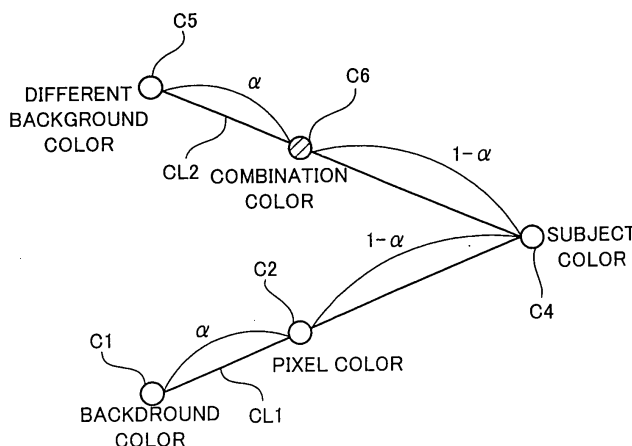 C5
DIFFERENT
BACKGROUND
COLOR
α
C6
CL2
COMBINATION
COLOR
1-α
SUBJECT
COLOR
C4
1-α
C2
α
C1
PIXEL COLOR
CL1
BACKDROUND
COLOR